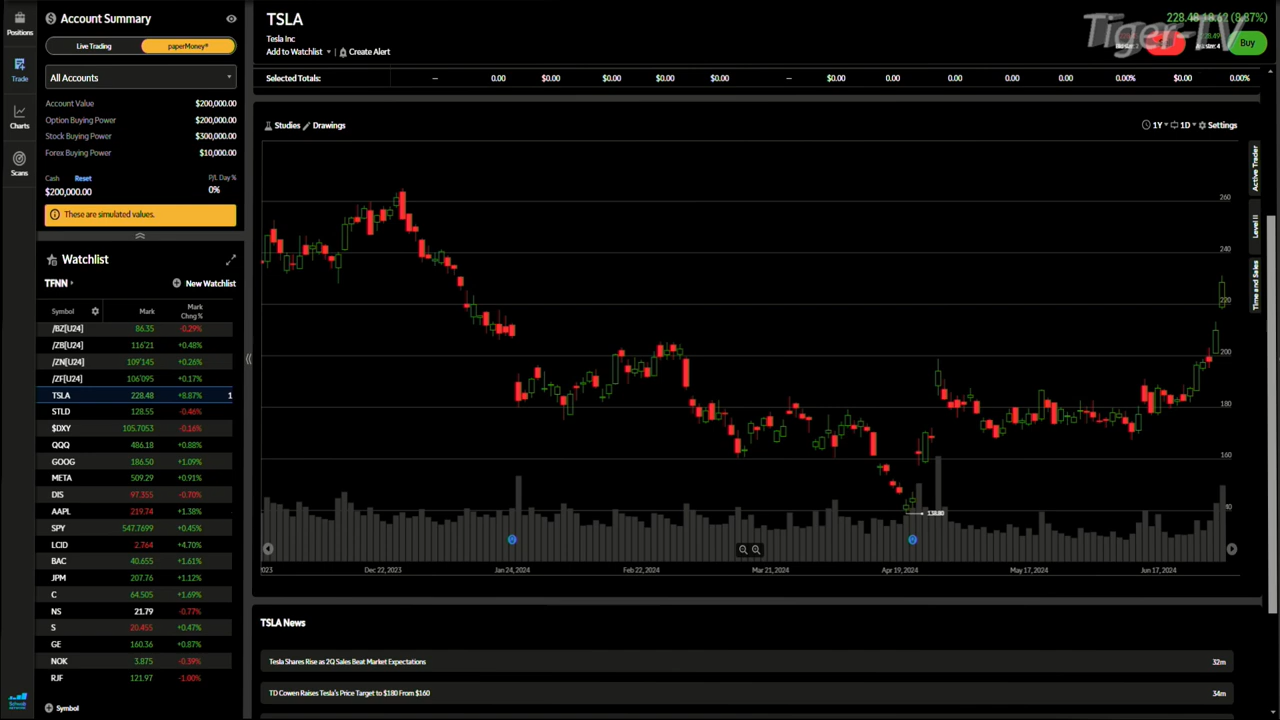 Positions
Trade
Charts
Scans
Account Summary
Live Trading
paperMoney®
All Accounts
Account Value $200,000.00
Option Buying Power $200,000.00
Stock Buying Power $300,000.00
Forex Buying Power $10,000.00
Cash Reset P/L Day %
$200,000.00 0%
These are simulated values.
Watchlist
TFNN New Watchlist
Symbol Mark Mark Chng %
/BZ[U24] 86.35 -0.29%
/ZB[U24] 116'21 +0.48%
/ZN[U24] 109'145 +0.26%
/ZF[U24] 106'095 +0.17%
TSLA 228.48 +8.87% 1
STLD 128.55 -0.46%
$DXY 105.7053 -0.16%
QQQ 486.18 +0.88%
GOOG 186.50 +1.09%
META 509.29 +0.91%
DIS 97.355 -0.70%
AAPL 219.74 +1.38%
SPY 547.7699 +0.45%
LCID 2.764 +4.70%
BAC 40.655 +1.61%
JPM 207.76 +1.12%
C 64.505 +1.69%
NS 21.79 -0.77%
S 20.455 +0.47%
GE 160.36 +0.87%
NOK 3.875 -0.39%
RJF 121.97 -1.00%
Symbol
TSLA
Tesla Inc
Add to Watchlist Create Alert
228.48 18.62 (8.87%)
Tiger-TV
Buy
Selected Totals: — 0.00 $0.00 $0.00 $0.00 $0.00 — $0.00 0.00 0.00 0.00 0.00 0.00% $0.00 0.00%
Studies Drawings
1Y 1D Settings
Active Trader
Level II
Time and Sales
260
240
220
200
180
160
138.80
Dec 22, 2023 Jan 24, 2024 Feb 22, 2024 Mar 21, 2024 Apr 19, 2024 May 17, 2024 Jun 17, 2024
TSLA News
Tesla Shares Rise as 2Q Sales Beat Market Expectations 32m
TD Cowen Raises Tesla's Price Target to $180 From $160 34m